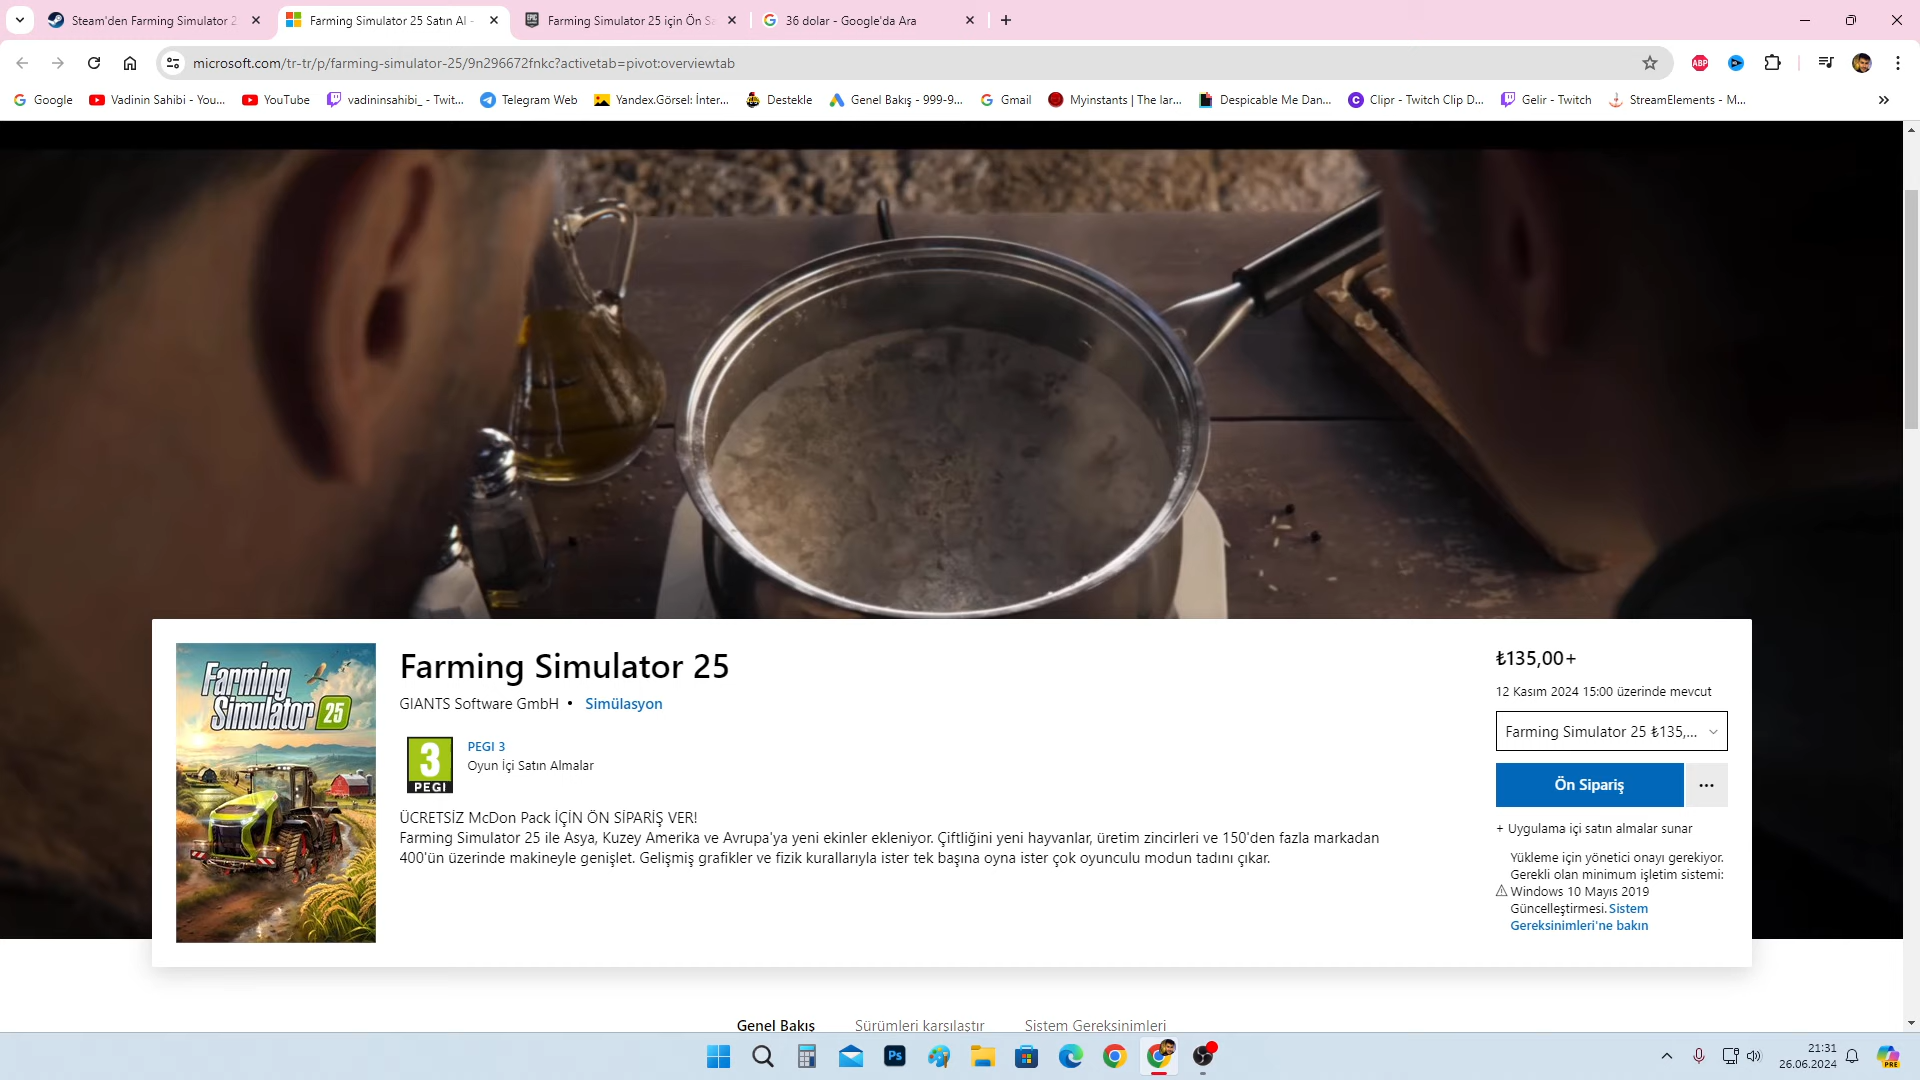 Steam'den Farming Simulator 2
Farming Simulator 25 Satın Al -
Farming Simulator 25 için Ön Sa
36 dolar - Google'da Ara
microsoft.com/tr-tr/p/farming-simulator-25/9n296672fnkc?activetab=pivot:overviewtab
ABP
Google
Vadinin Sahibi - You...
YouTube
vadininsahibi_ - Twit...
Telegram Web
Yandex.Görsel: İnter...
Destekle
Genel Bakış - 999-9...
Gmail
Myinstants | The lar...
Despicable Me Dan...
Clipr - Twitch Clip D...
Gelir - Twitch
StreamElements - M...
Farming
Simulator 25
3
PEGI
Farming Simulator 25
GIANTS Software GmbH • Simülasyon
PEGI 3
Oyun İçi Satın Almalar
ÜCRETSİZ McDon Pack İÇİN ÖN SİPARİŞ VER!
Farming Simulator 25 ile Asya, Kuzey Amerika ve Avrupa'ya yeni ekinler ekleniyor. Çiftliğini yeni hayvanlar, üretim zincirleri ve 150'den fazla markadan
400'ün üzerinde makineyle genişlet. Gelişmiş grafikler ve fizik kurallarıyla ister tek başına oyna ister çok oyunculu modun tadını çıkar.
₺135,00+
12 Kasım 2024 15:00 üzerinde mevcut
Farming Simulator 25 ₺135,...
Ön Sipariş
+ Uygulama içi satın almalar sunar
Yükleme için yönetici onayı gerekiyor.
Gerekli olan minimum işletim sistemi:
Windows 10 Mayıs 2019
Güncelleştirmesi. Sistem
Gereksinimleri'ne bakın
Genel Bakış
Sürümleri karşılaştır
Sistem Gereksinimleri
Ps
21:31
26.06.2024
PRE